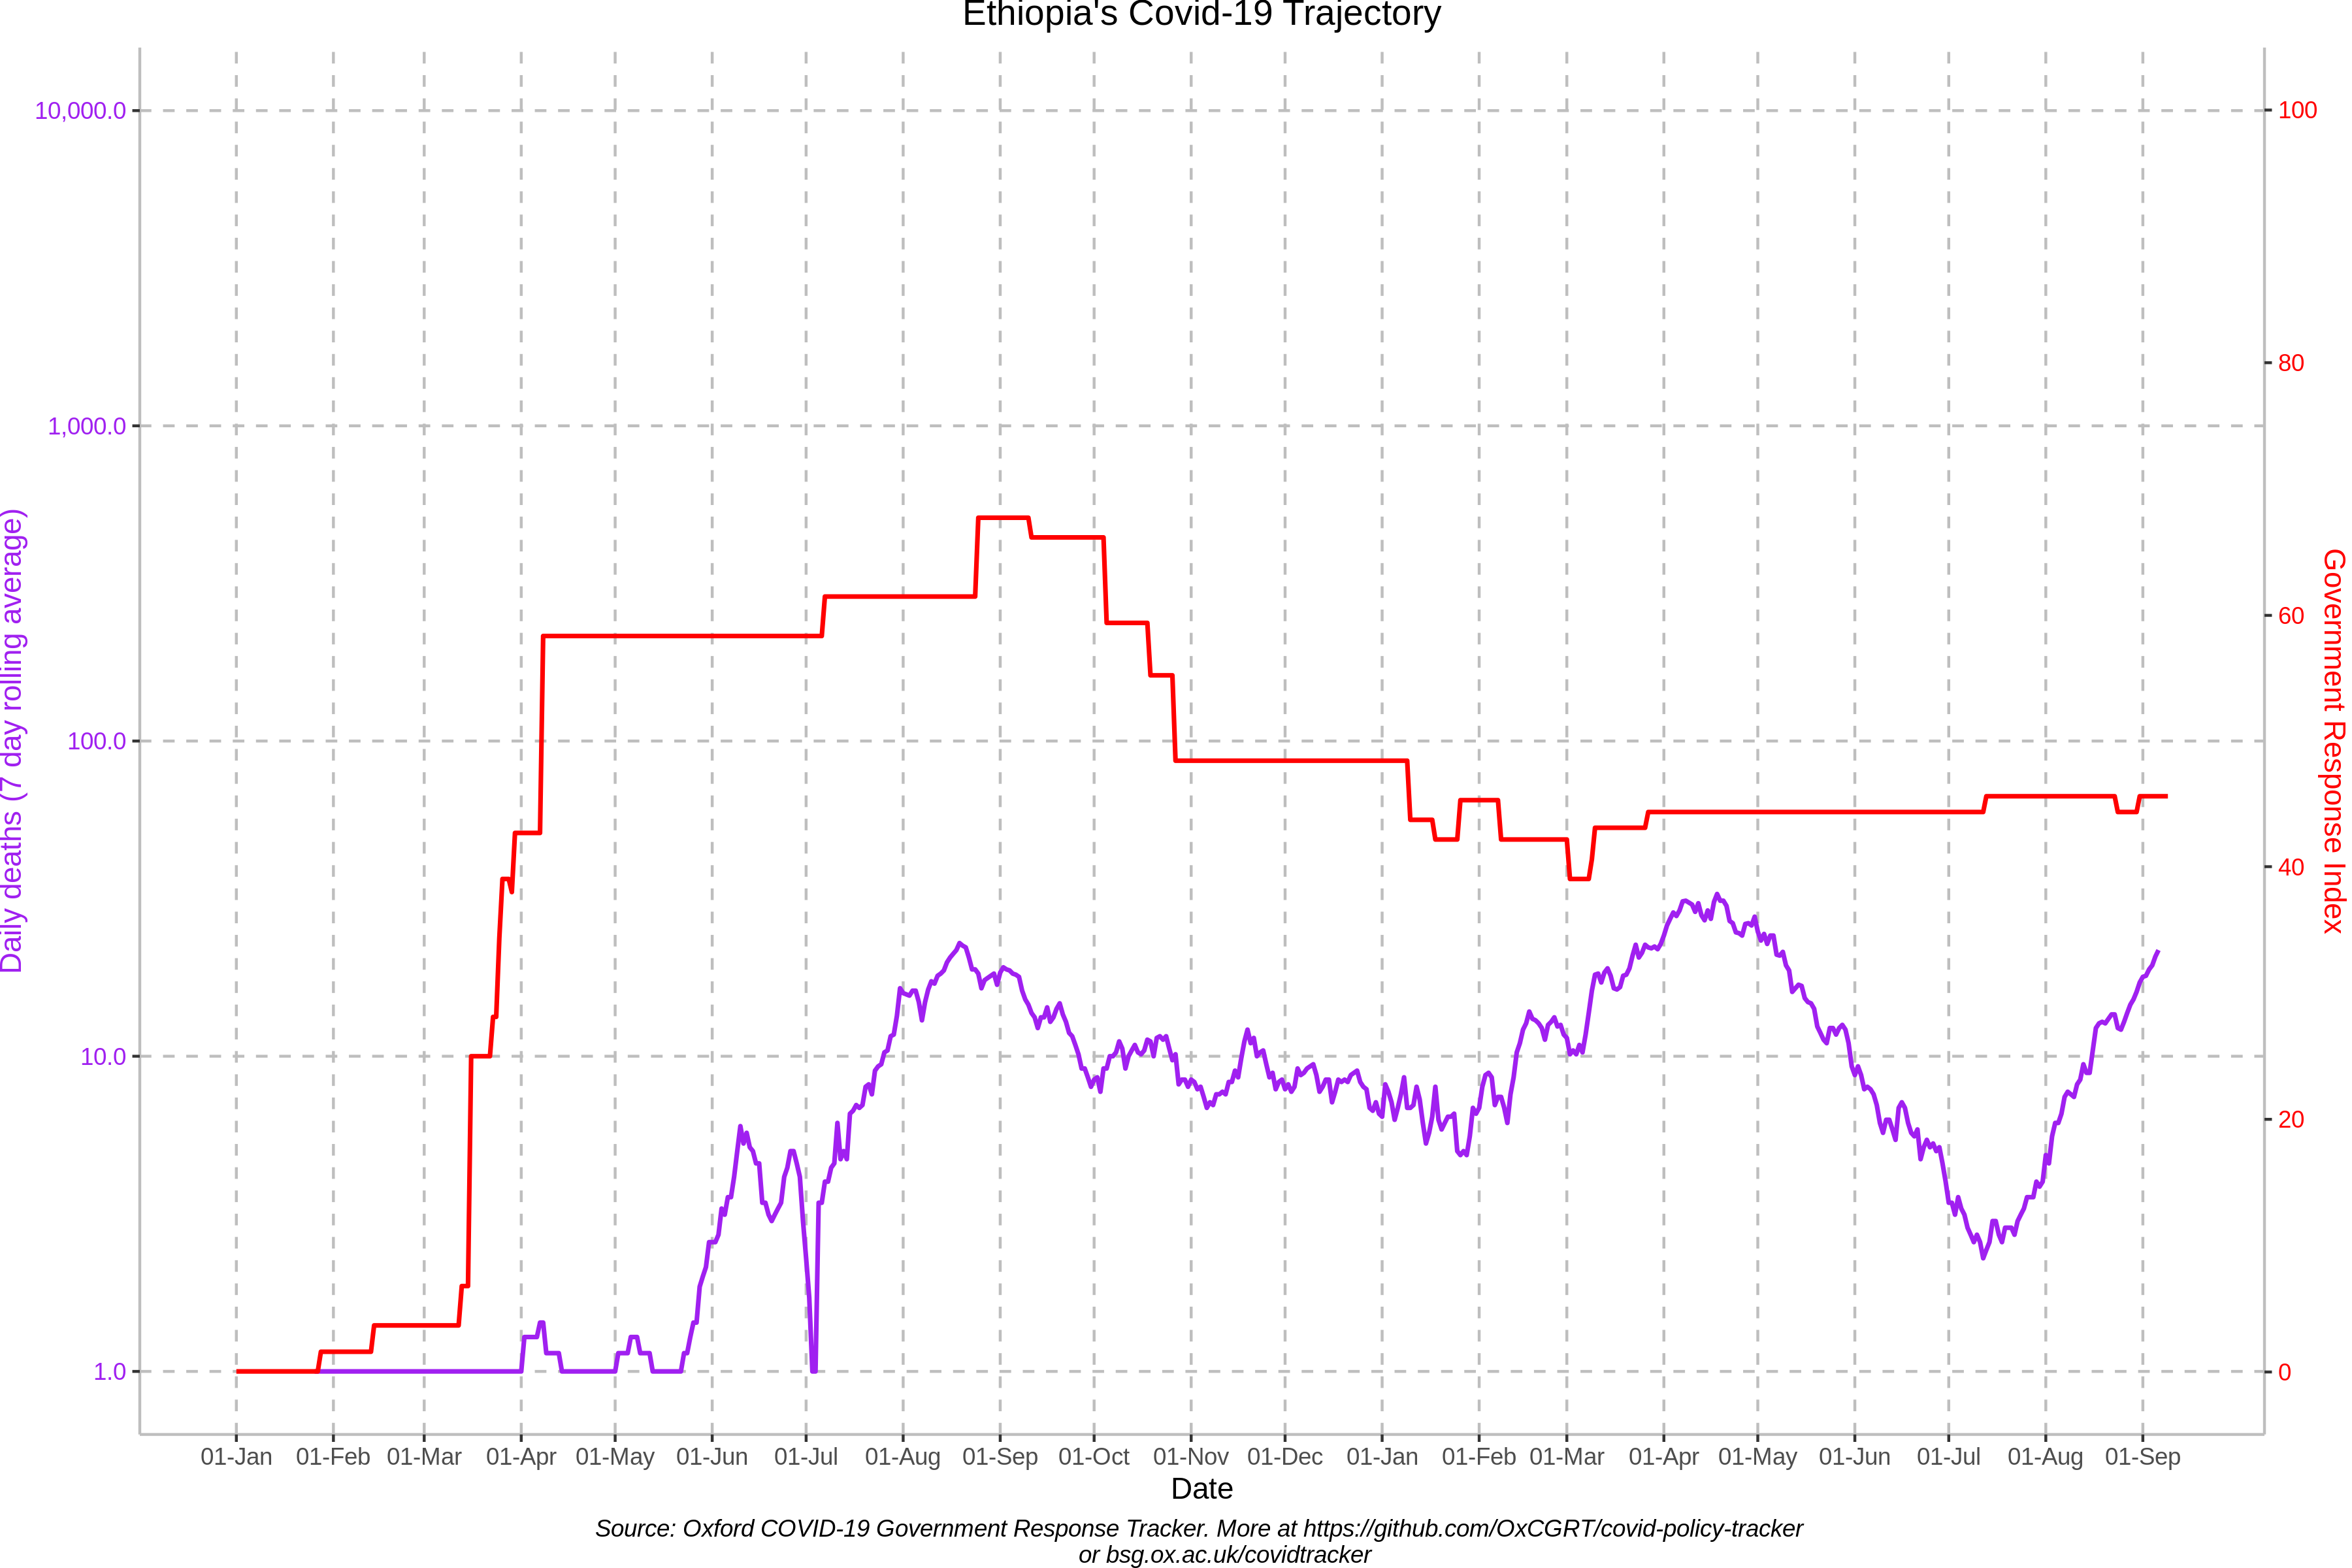 Ethiopia's Covid-19 Trajectory
10,000.0
1,000.0
100.0
10.0
1.0
Daily deaths (7 day rolling average)
100
80
60
40
20
0
Government Response Index
01-Jan 01-Feb 01-Mar 01-Apr 01-May 01-Jun 01-Jul 01-Aug 01-Sep 01-Oct 01-Nov 01-Dec 01-Jan 01-Feb 01-Mar 01-Apr 01-May 01-Jun 01-Jul 01-Aug 01-Sep
Date
Source: Oxford COVID-19 Government Response Tracker. More at https://github.com/OxCGRT/covid-policy-tracker
or bsg.ox.ac.uk/covidtracker